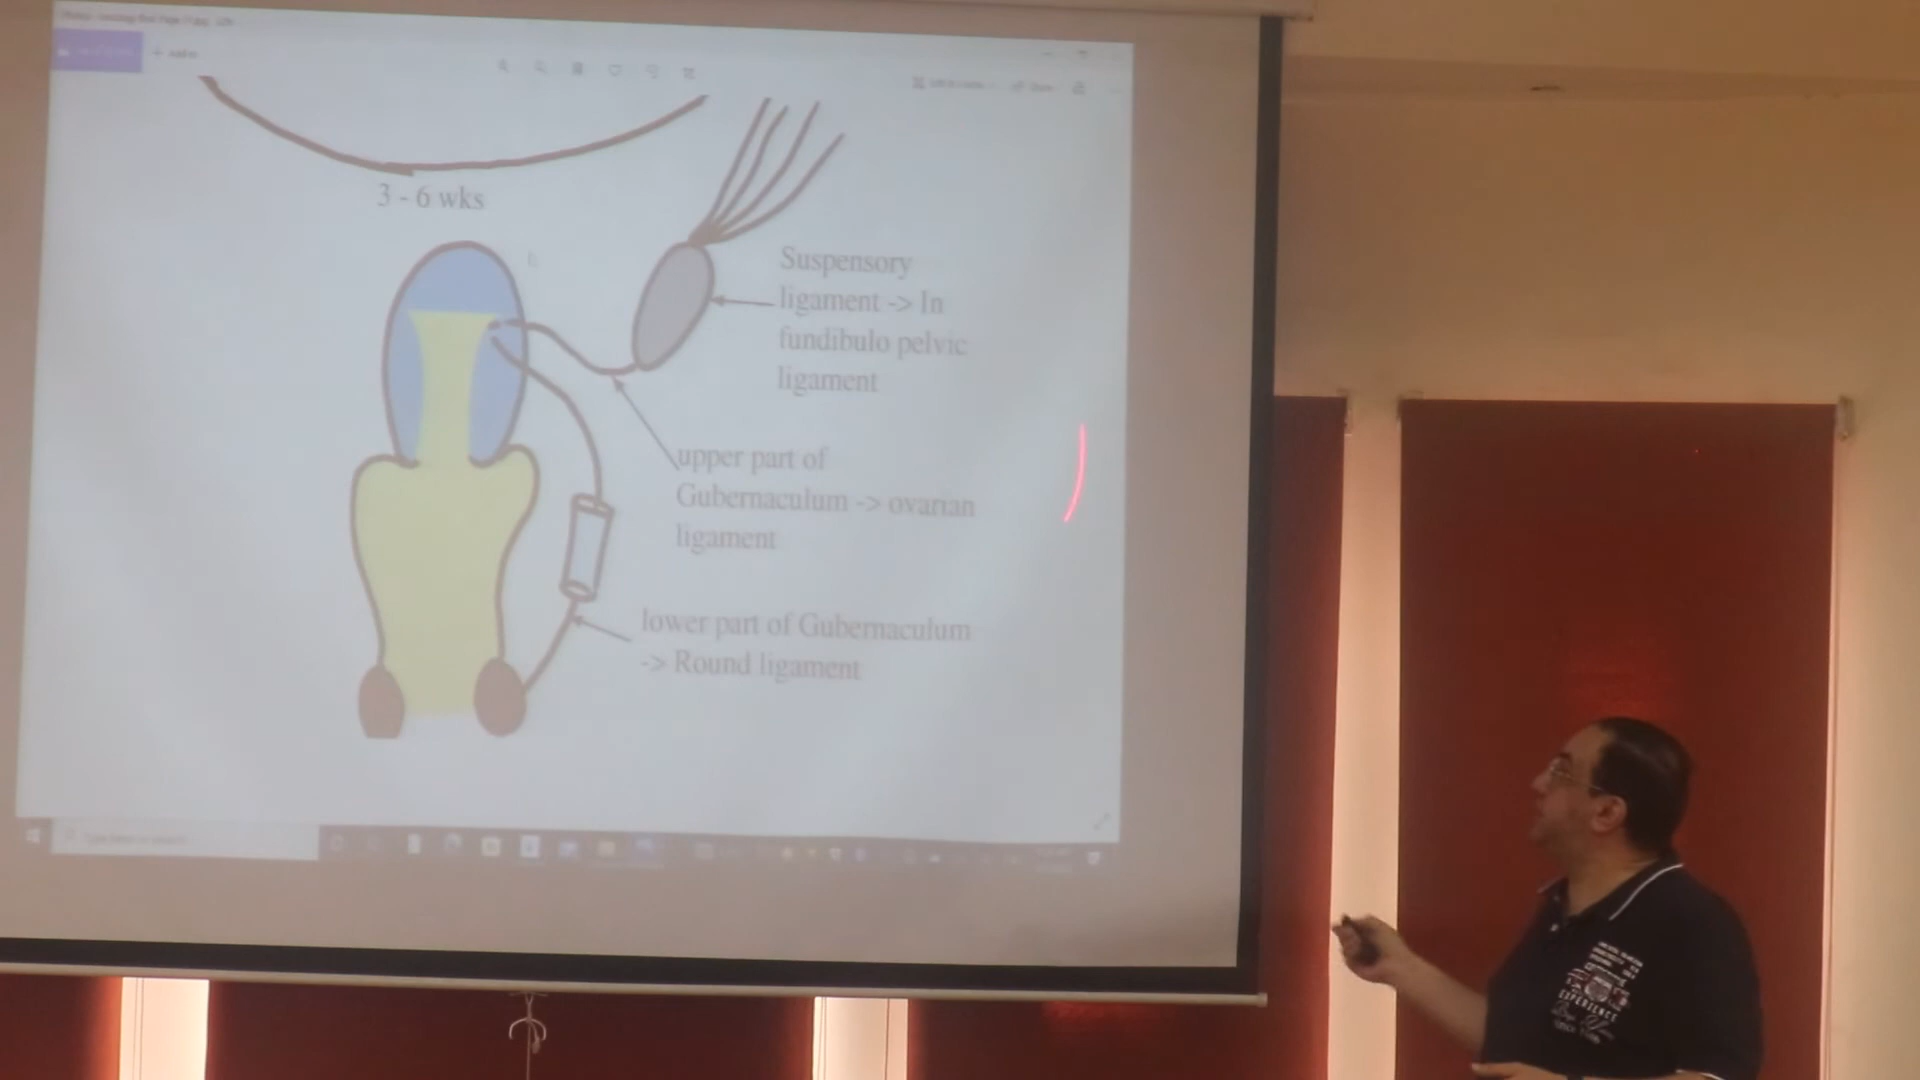 3 - 6 wks
Suspensory
ligament -> In
fundibulo pelvic
ligament
upper part of
Gubernaculum -> ovarian
ligament
lower part of Gubernaculum
-> Round ligament
EXPERIENCE